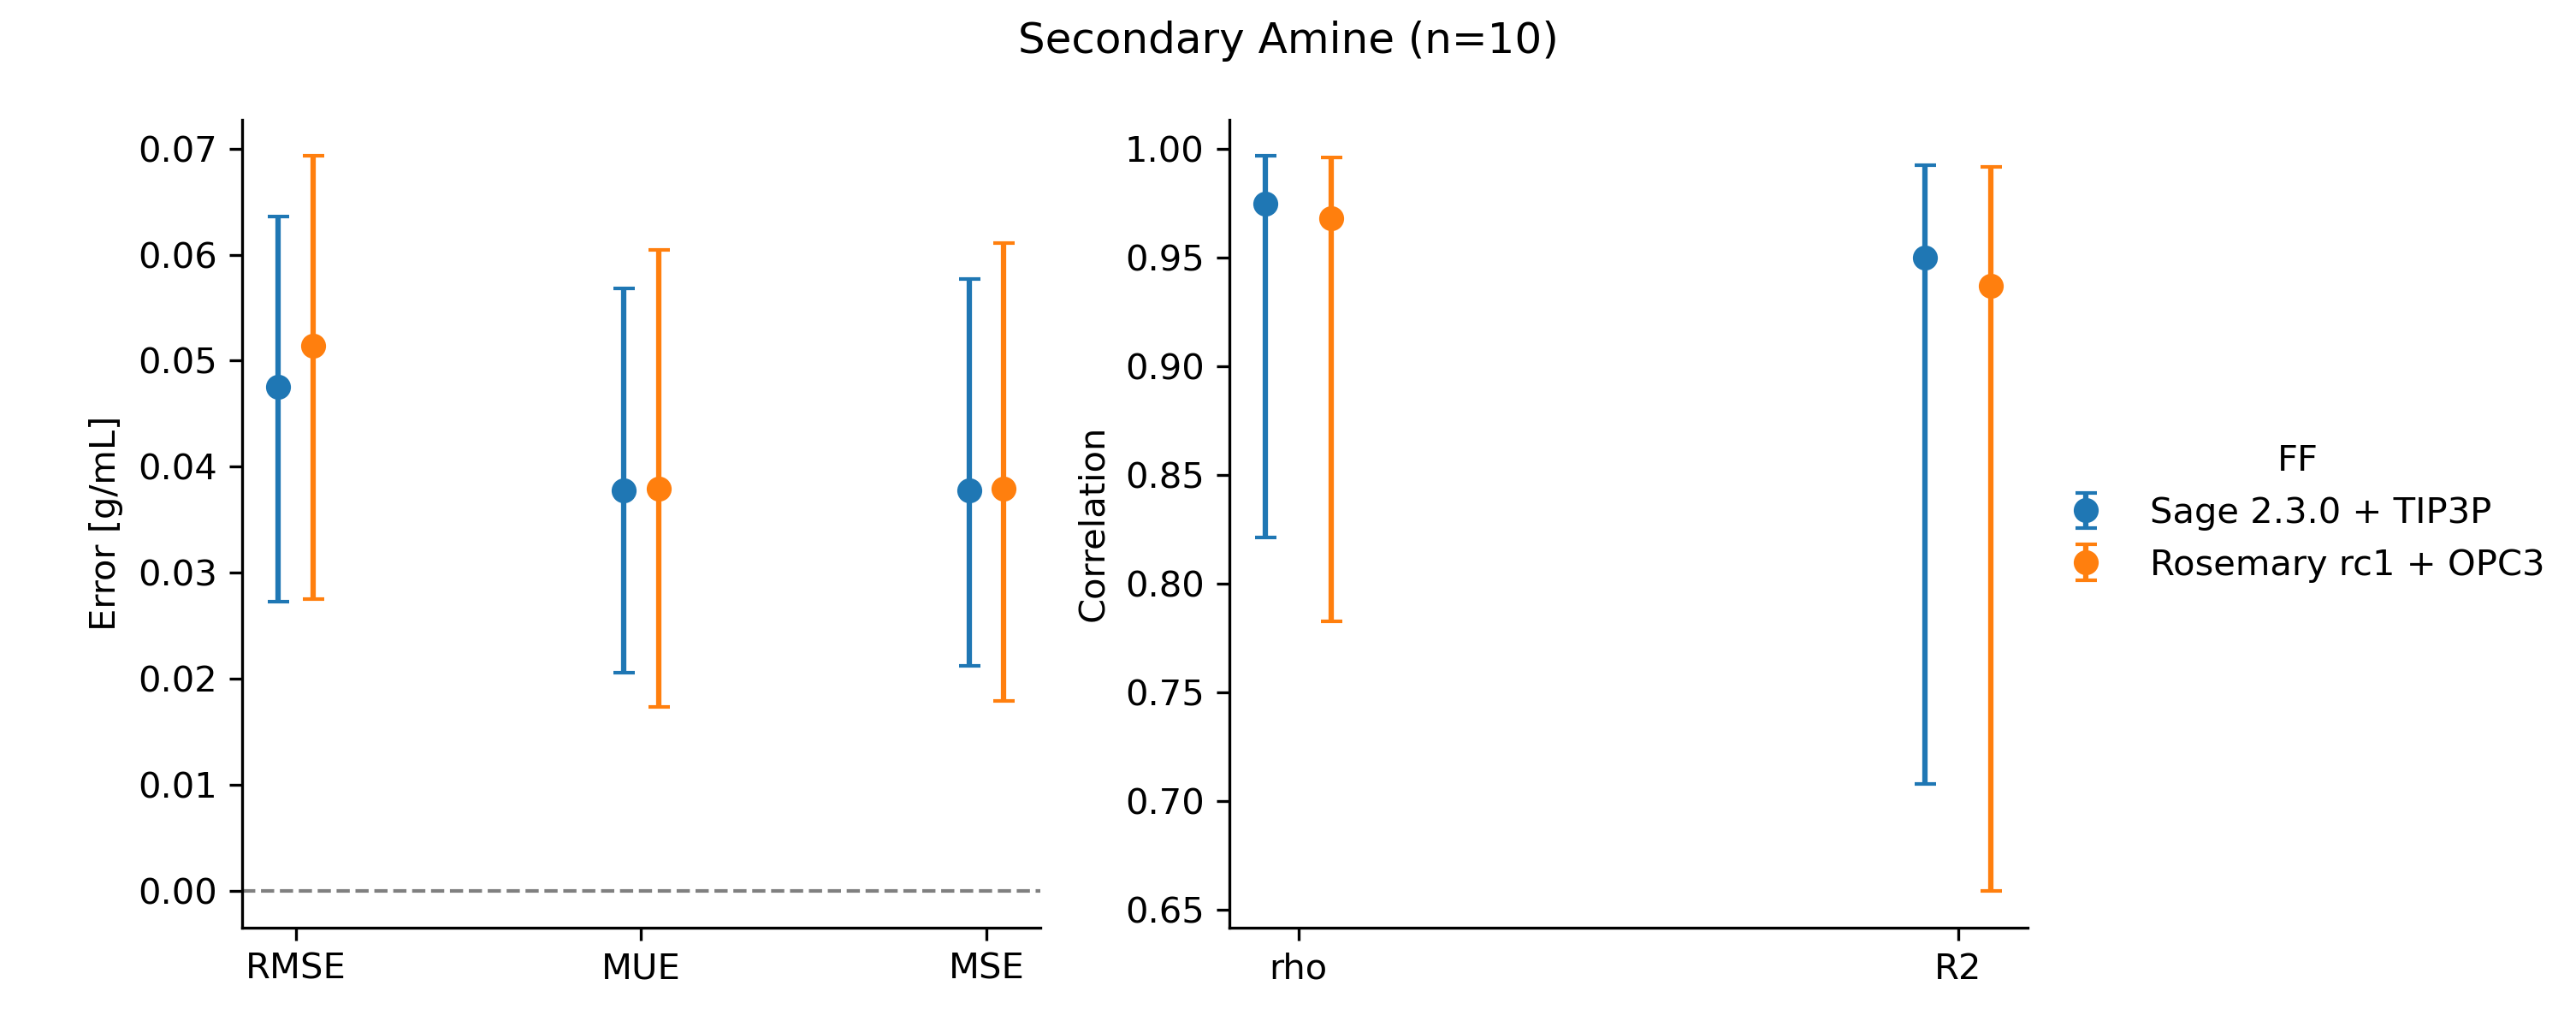 Secondary Amine (n=10)
Error [g/mL]
0.07
0.06
0.05
0.04
0.03
0.02
0.01
0.00
RMSE
MUE
MSE
Correlation
1.00
0.95
0.90
0.85
0.80
0.75
0.70
0.65
rho
R2
FF
Sage 2.3.0 + TIP3P
Rosemary rc1 + OPC3